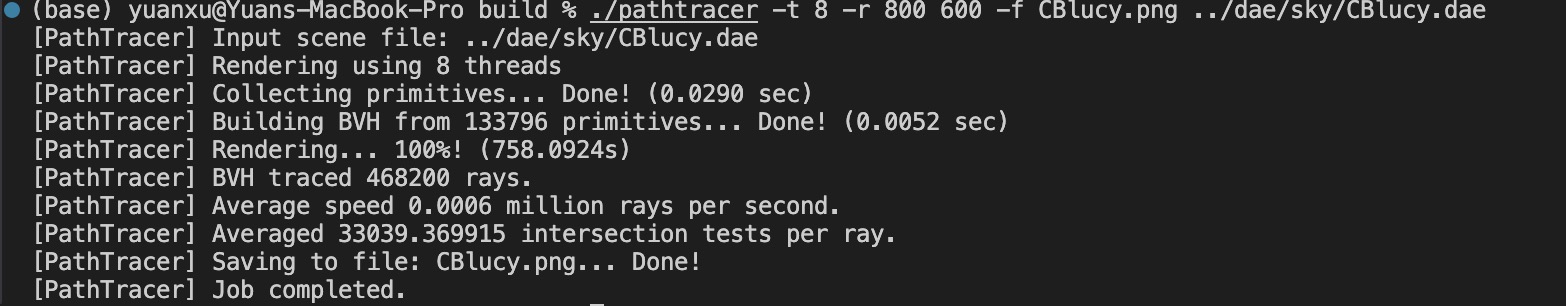 (base) yuanxu@Yuans-MacBook-Pro build % ./pathtracer -t 8 -r 800 600 -f CBlucy.png ../dae/sky/CBlucy.dae
[PathTracer] Input scene file: ../dae/sky/CBlucy.dae
[PathTracer] Rendering using 8 threads
[PathTracer] Collecting primitives... Done! (0.0290 sec)
[PathTracer] Building BVH from 133796 primitives... Done! (0.0052 sec)
[PathTracer] Rendering... 100%! (758.0924s)
[PathTracer] BVH traced 468200 rays.
[PathTracer] Average speed 0.0006 million rays per second.
[PathTracer] Averaged 33039.369915 intersection tests per ray.
[PathTracer] Saving to file: CBlucy.png... Done!
[PathTracer] Job completed.